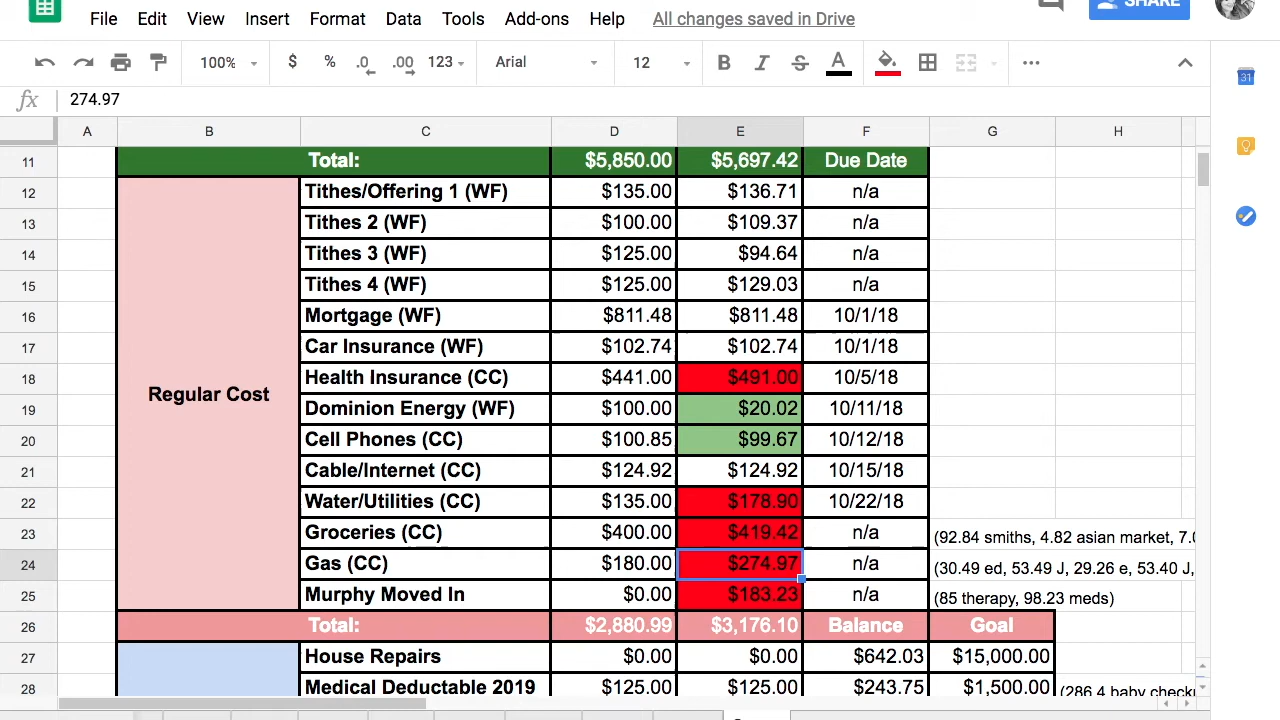 SHARE
File Edit View Insert Format Data Tools Add-ons Help All changes saved in Drive
100% $ % .0 .00 123 Arial 12 B I S A
31
fx 274.97
A B C D E F G H
11 Total: $5,850.00 $5,697.42 Due Date
12 Tithes/Offering 1 (WF) $135.00 $136.71 n/a
13 Tithes 2 (WF) $100.00 $109.37 n/a
14 Tithes 3 (WF) $125.00 $94.64 n/a
15 Tithes 4 (WF) $125.00 $129.03 n/a
16 Mortgage (WF) $811.48 $811.48 10/1/18
17 Car Insurance (WF) $102.74 $102.74 10/1/18
18 Health Insurance (CC) $441.00 $491.00 10/5/18
Regular Cost
19 Dominion Energy (WF) $100.00 $20.02 10/11/18
20 Cell Phones (CC) $100.85 $99.67 10/12/18
21 Cable/Internet (CC) $124.92 $124.92 10/15/18
22 Water/Utilities (CC) $135.00 $178.90 10/22/18
23 Groceries (CC) $400.00 $419.42 n/a (92.84 smiths, 4.82 asian market, 7.0
24 Gas (CC) $180.00 $274.97 n/a (30.49 ed, 53.49 J, 29.26 e, 53.40 J,
25 Murphy Moved In $0.00 $183.23 n/a (85 therapy, 98.23 meds)
26 Total: $2,880.99 $3,176.10 Balance Goal
27 House Repairs $0.00 $0.00 $642.03 $15,000.00
28 Medical Deductable 2019 $125.00 $125.00 $243.75 $1,500.00 (286.4 baby check